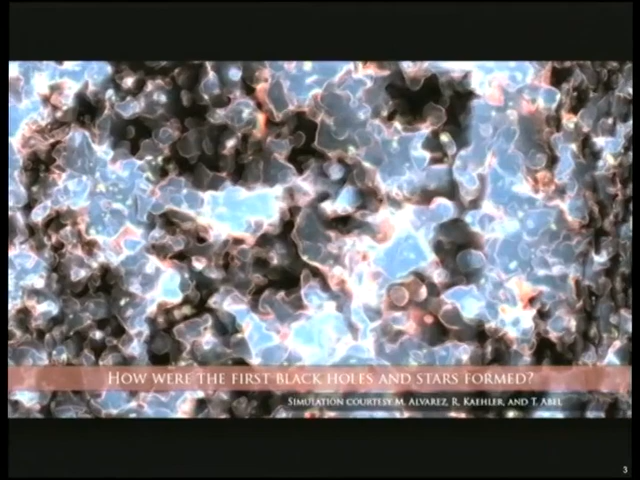 HOW WERE THE FIRST BLACK HOLES AND STARS FORMED?
SIMULATION COURTESY M. ALVAREZ, R. KAEHLER, AND T. ABEL
3